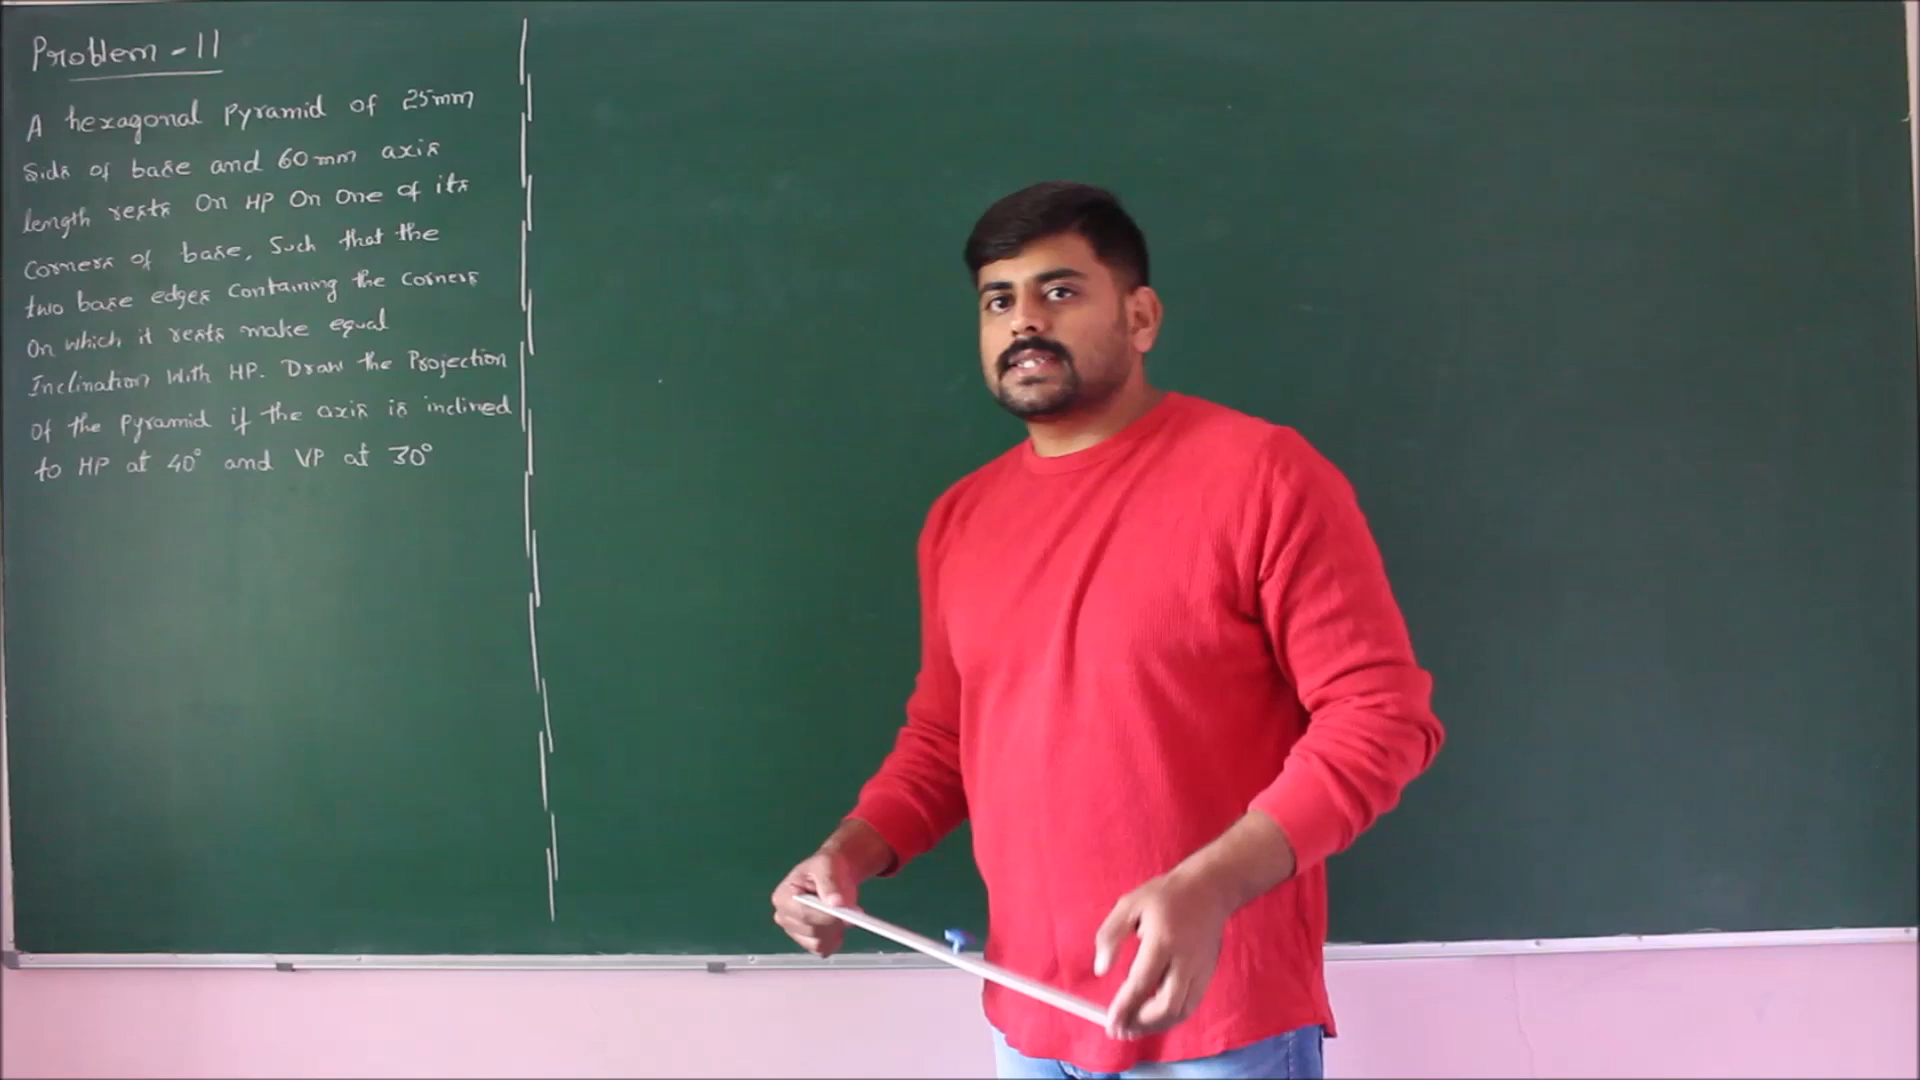 Problem - 11
A hexagonal pyramid of 25mm
side of base and 60mm axis
length rests on HP on one of its
corners of base, such that the
two base edges containing the corners
on which it rests make equal
Inclination with HP. Draw the Projection
of the pyramid if the axis is inclined
to HP at 40° and VP at 30°